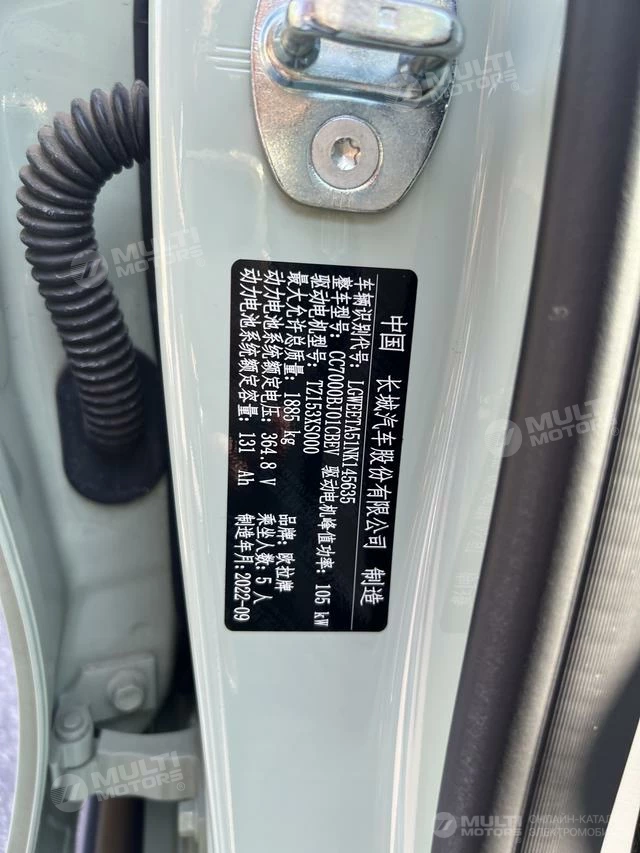 中国 长城汽车股份有限公司 制造
车辆识别代号: LGWEETA51NK145635
整车型号: CC7000BJ01CBEV 驱动电机峰值功率: 105 kW
驱动电机型号: TZ153XS000
最大允许总质量: 1885 kg 品牌: 欧拉牌
动力电池系统额定电压: 364.8 V 乘坐人数: 5 人
动力电池系统额定容量: 131 Ah 制造年月: 2022-09
MULTI
MOTORS
MULTI
MOTORS
MULTI
MOTORS
MULTI
MOTORS
MULTI
MOTORS
ОНЛАЙН-КАТАЛ
ЭЛЕКТРОМОБИЛ